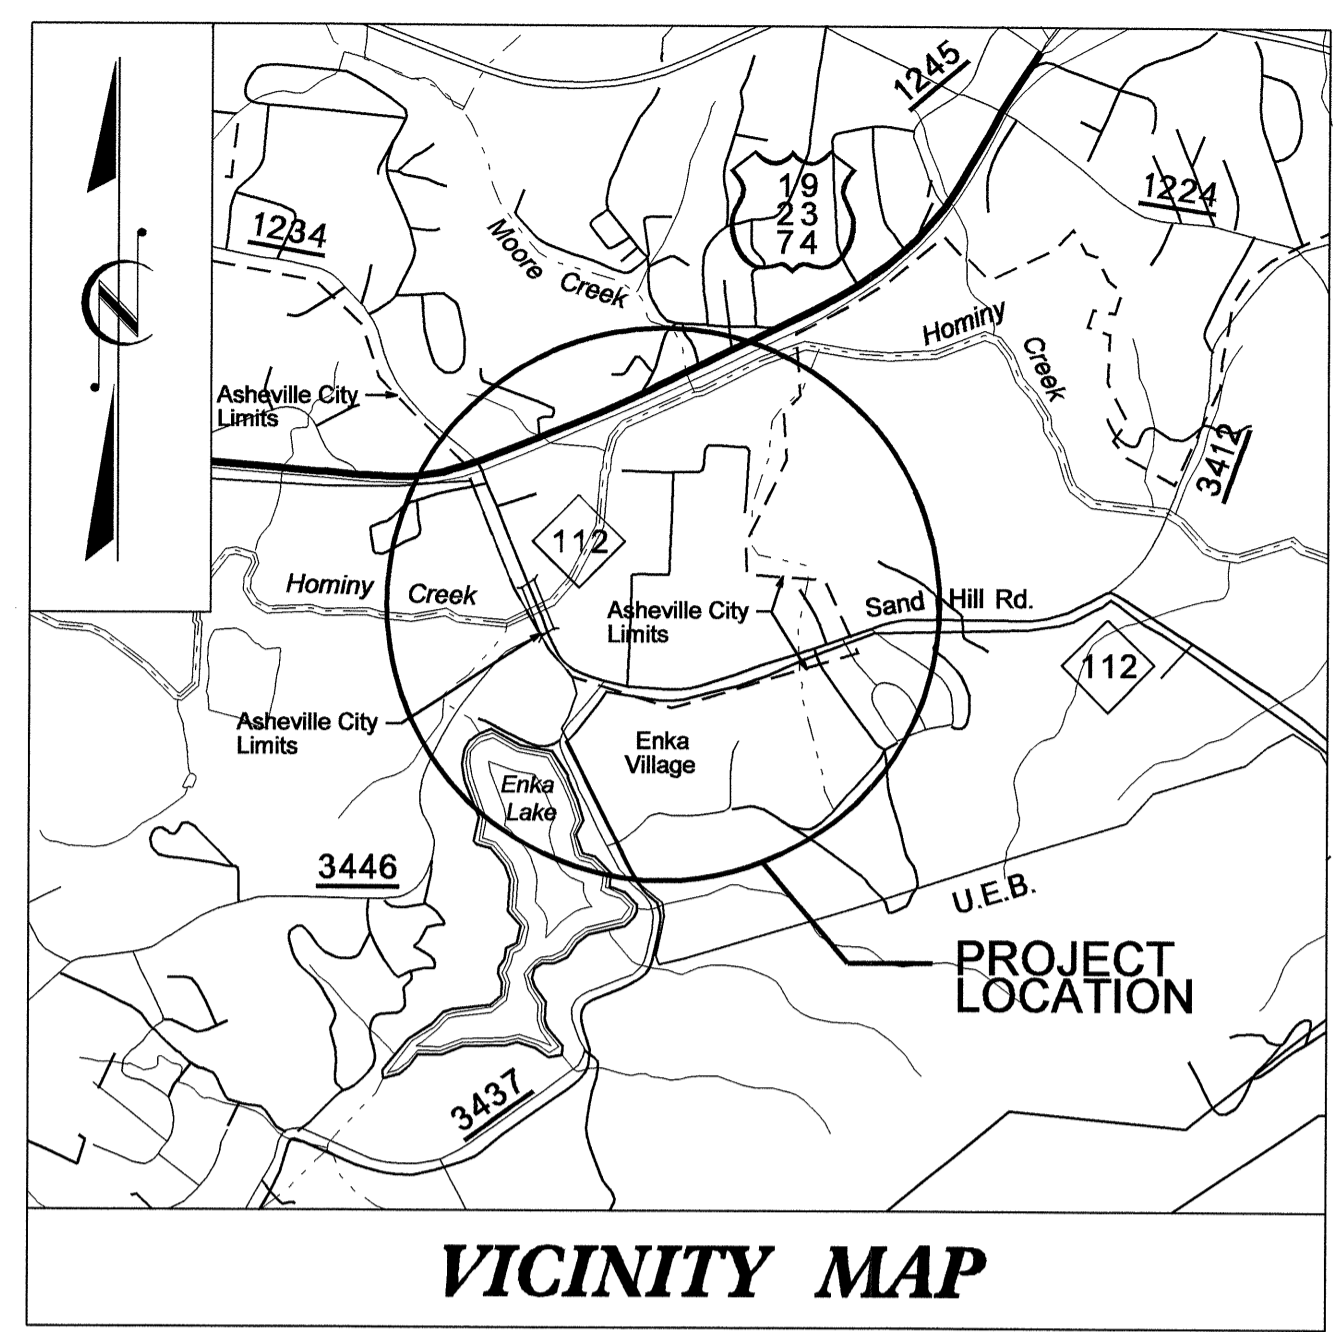 1245
19
23
74
1224
1234
Moore Creek
Hominy Creek
Asheville City
Limits
3412
112
Hominy Creek
Asheville City
Limits
Sand Hill Rd.
112
Asheville City
Limits
Enka
Village
Enka
Lake
3446
U.E.B.
PROJECT
LOCATION
3437
N
VICINITY MAP